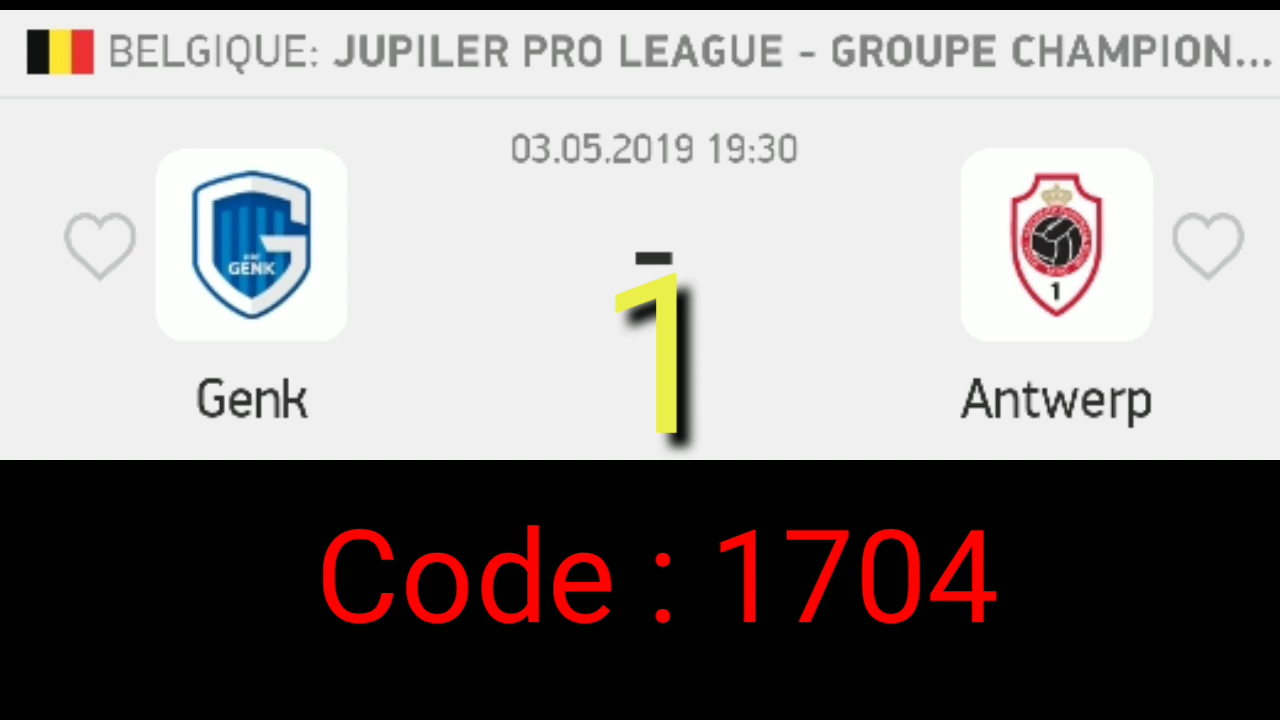 BELGIQUE: JUPILER PRO LEAGUE - GROUPE CHAMPION...
03.05.2019 19:30
GENK
1
-
1
Genk
Antwerp
Code : 1704